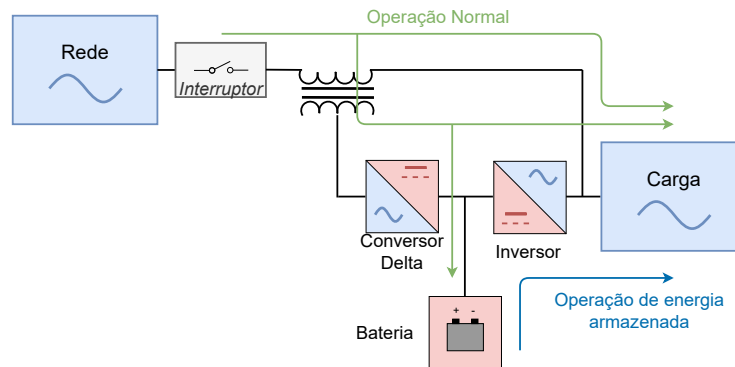 Operação Normal
Rede
Interruptor
Carga
Conversor
Delta
Inversor
Operação de energia
armazenada
+ -
Bateria